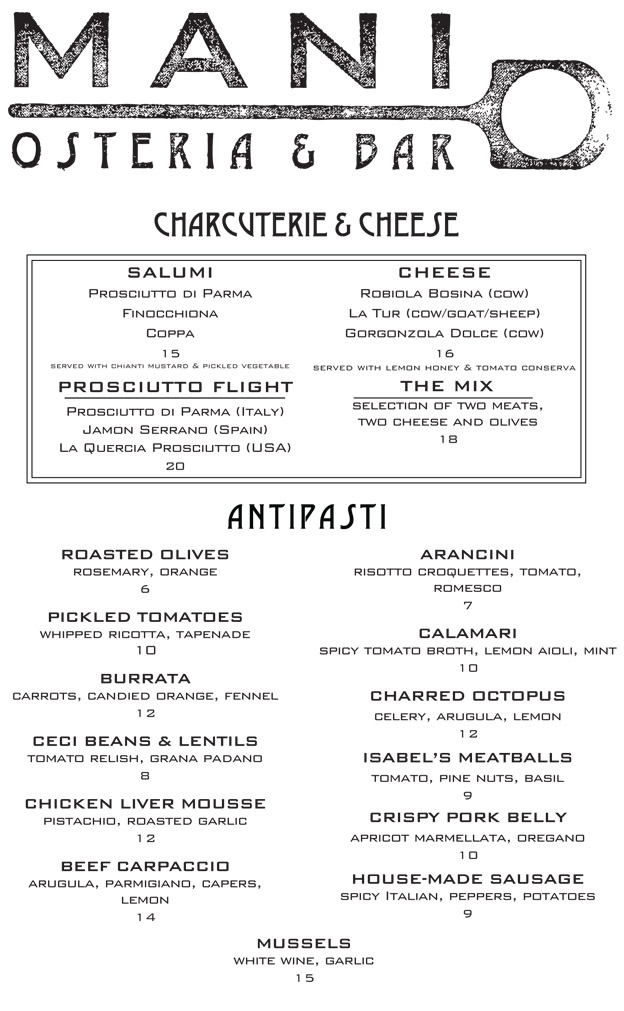 MANI
OSTERIA & BAR
CHARCUTERIE & CHEESE
SALUMI
PROSCIUTTO DI PARMA
FINOCCHIONA
COPPA
15
SERVED WITH CHIANTI MUSTARD & PICKLED VEGETABLE
PROSCIUTTO FLIGHT
PROSCIUTTO DI PARMA (ITALY)
JAMON SERRANO (SPAIN)
LA QUERCIA PROSCIUTTO (USA)
20
CHEESE
ROBIOLA BOSINA (COW)
LA TUR (COW/GOAT/SHEEP)
GORGONZOLA DOLCE (COW)
16
SERVED WITH LEMON HONEY & TOMATO CONSERVA
THE MIX
SELECTION OF TWO MEATS,
TWO CHEESE AND OLIVES
18
ANTIPASTI
ROASTED OLIVES
ROSEMARY, ORANGE
6
PICKLED TOMATOES
WHIPPED RICOTTA, TAPENADE
10
BURRATA
CARROTS, CANDIED ORANGE, FENNEL
12
CECI BEANS & LENTILS
TOMATO RELISH, GRANA PADANO
8
CHICKEN LIVER MOUSSE
PISTACHIO, ROASTED GARLIC
12
BEEF CARPACCIO
ARUGULA, PARMIGIANO, CAPERS,
LEMON
14
ARANCINI
RISOTTO CROQUETTES, TOMATO,
ROMESCO
7
CALAMARI
SPICY TOMATO BROTH, LEMON AIOLI, MINT
10
CHARRED OCTOPUS
CELERY, ARUGULA, LEMON
12
ISABEL'S MEATBALLS
TOMATO, PINE NUTS, BASIL
9
CRISPY PORK BELLY
APRICOT MARMELLATA, OREGANO
10
HOUSE-MADE SAUSAGE
SPICY ITALIAN, PEPPERS, POTATOES
9
MUSSELS
WHITE WINE, GARLIC
15